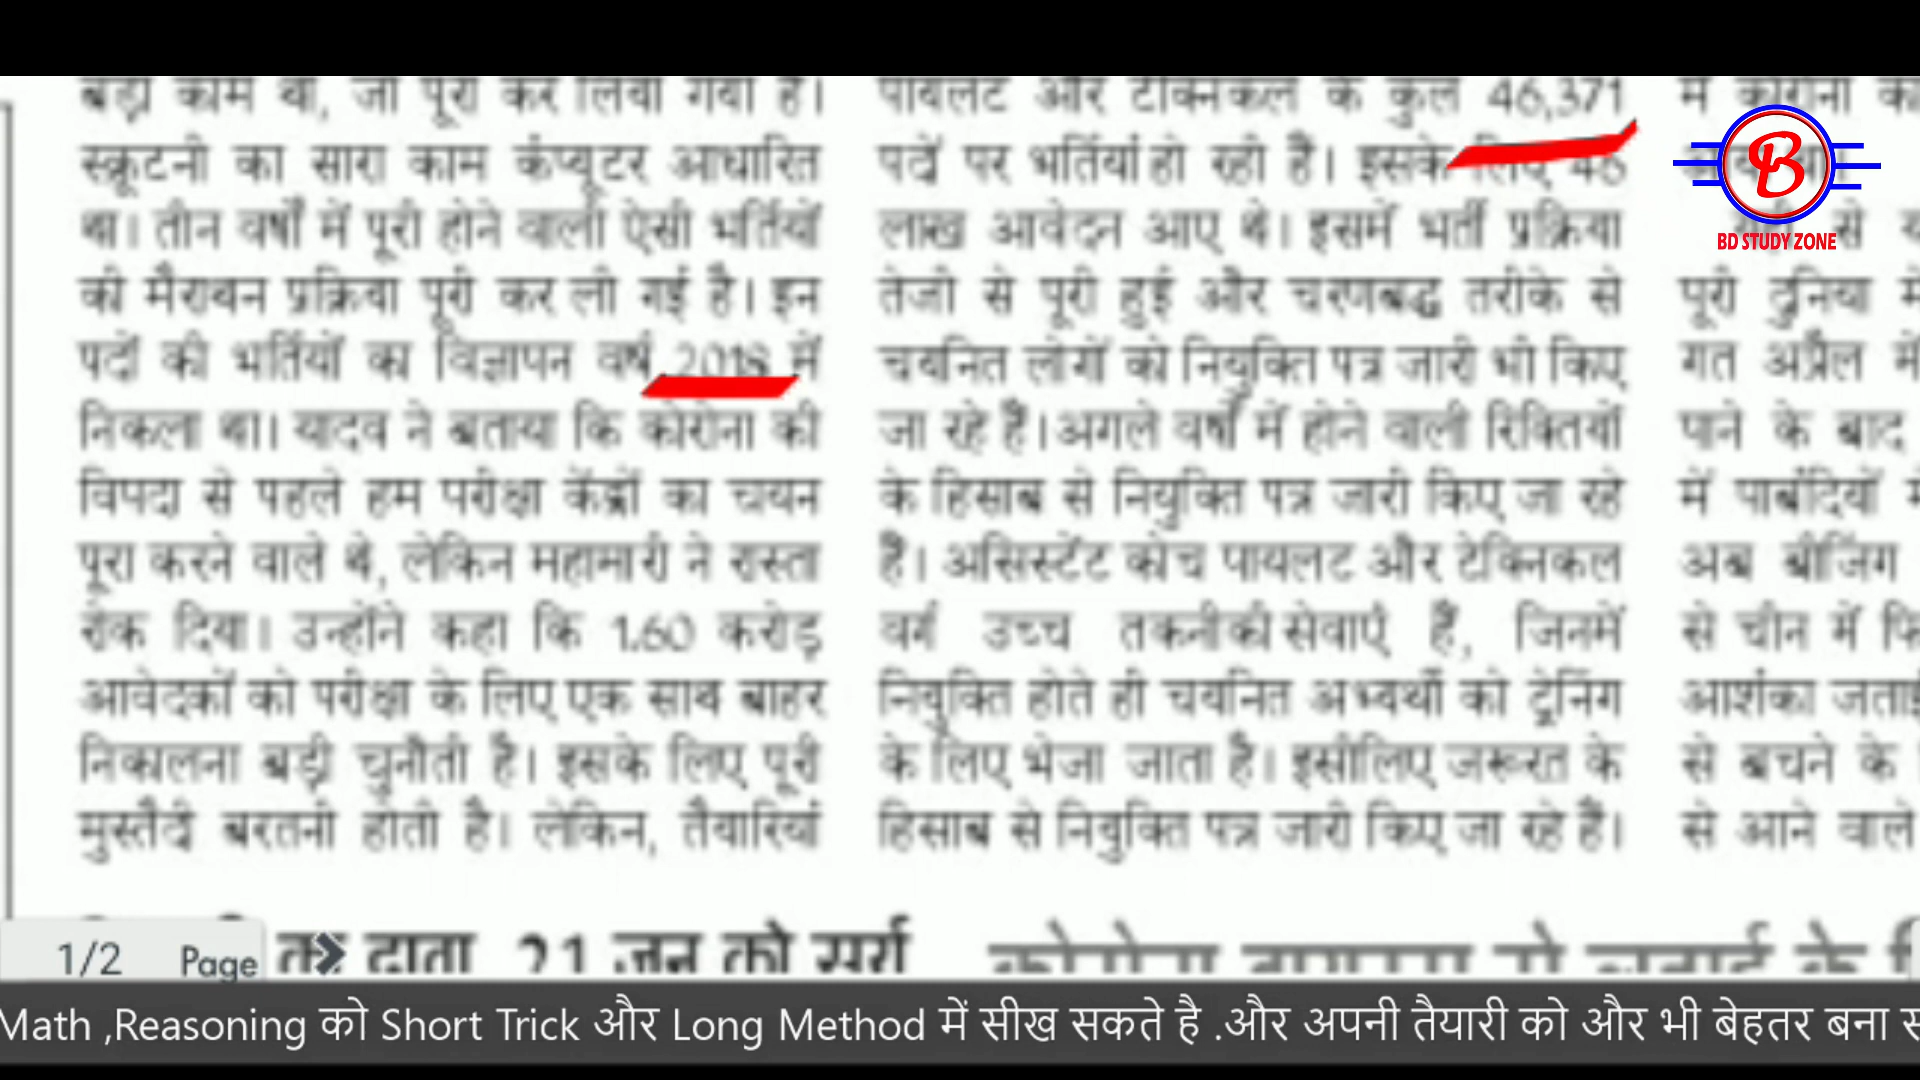 बड़ा काम था, जो पूरा कर लिया गया है।
स्क्रूटनी का सारा काम कंप्यूटर आधारित
था। तीन वर्षों में पूरी होने वाली ऐसी भर्तियों
की मैराथन प्रक्रिया पूरी कर ली गई है। इन
पदों की भर्तियों का विज्ञापन वर्ष 2018 में
निकला था। यादव ने बताया कि कोरोना की
विपदा से पहले हम परीक्षा केंद्रों का चयन
पूरा करने वाले थे, लेकिन महामारी ने रास्ता
रोक दिया। उन्होंने कहा कि 1.60 करोड़
आवेदकों को परीक्षा के लिए एक साथ बाहर
निकालना बड़ी चुनौती है। इसके लिए पूरी
मुस्तैदी बरतनी होती है। लेकिन, तैयारियां
पायलट और टेक्निकल के कुल 46,371
पदों पर भर्तियां हो रही है। इसके लिए
लाख आवेदन आए थे। इसमें भर्ती प्रक्रिया
तेजी से पूरी हुई और चरणबद्ध तरीके से
चयनित लोगों को नियुक्ति पत्र जारी भी किए
जा रहे हैं। अगले वर्षों में होने वाली रिक्तियों
के हिसाब से नियुक्ति पत्र जारी किए जा रहे
हैं। असिस्टेंट कोच पायलट और टेक्निकल
वर्ग उच्च तकनीकी सेवाएं हैं, जिनमें
नियुक्ति होते ही चयनित अभ्यर्थी को ट्रेनिंग
के लिए भेजा जाता है। इसीलिए जरूरत के
हिसाब से नियुक्ति पत्र जारी किए जा रहे हैं।
में कोरोना का
से
पूरी दुनिया में
गत अप्रैल में
पाने के बाद
में पाबंदियों
अब बीजिंग
से चीन में
आशंका जताई
से बचने के
से आने वाले
B
BD STUDY ZONE
1/2 Page
दाता 21 जून को सूर्य
Math ,Reasoning को Short Trick और Long Method में सीख सकते है .और अपनी तैयारी को और भी बेहतर बना